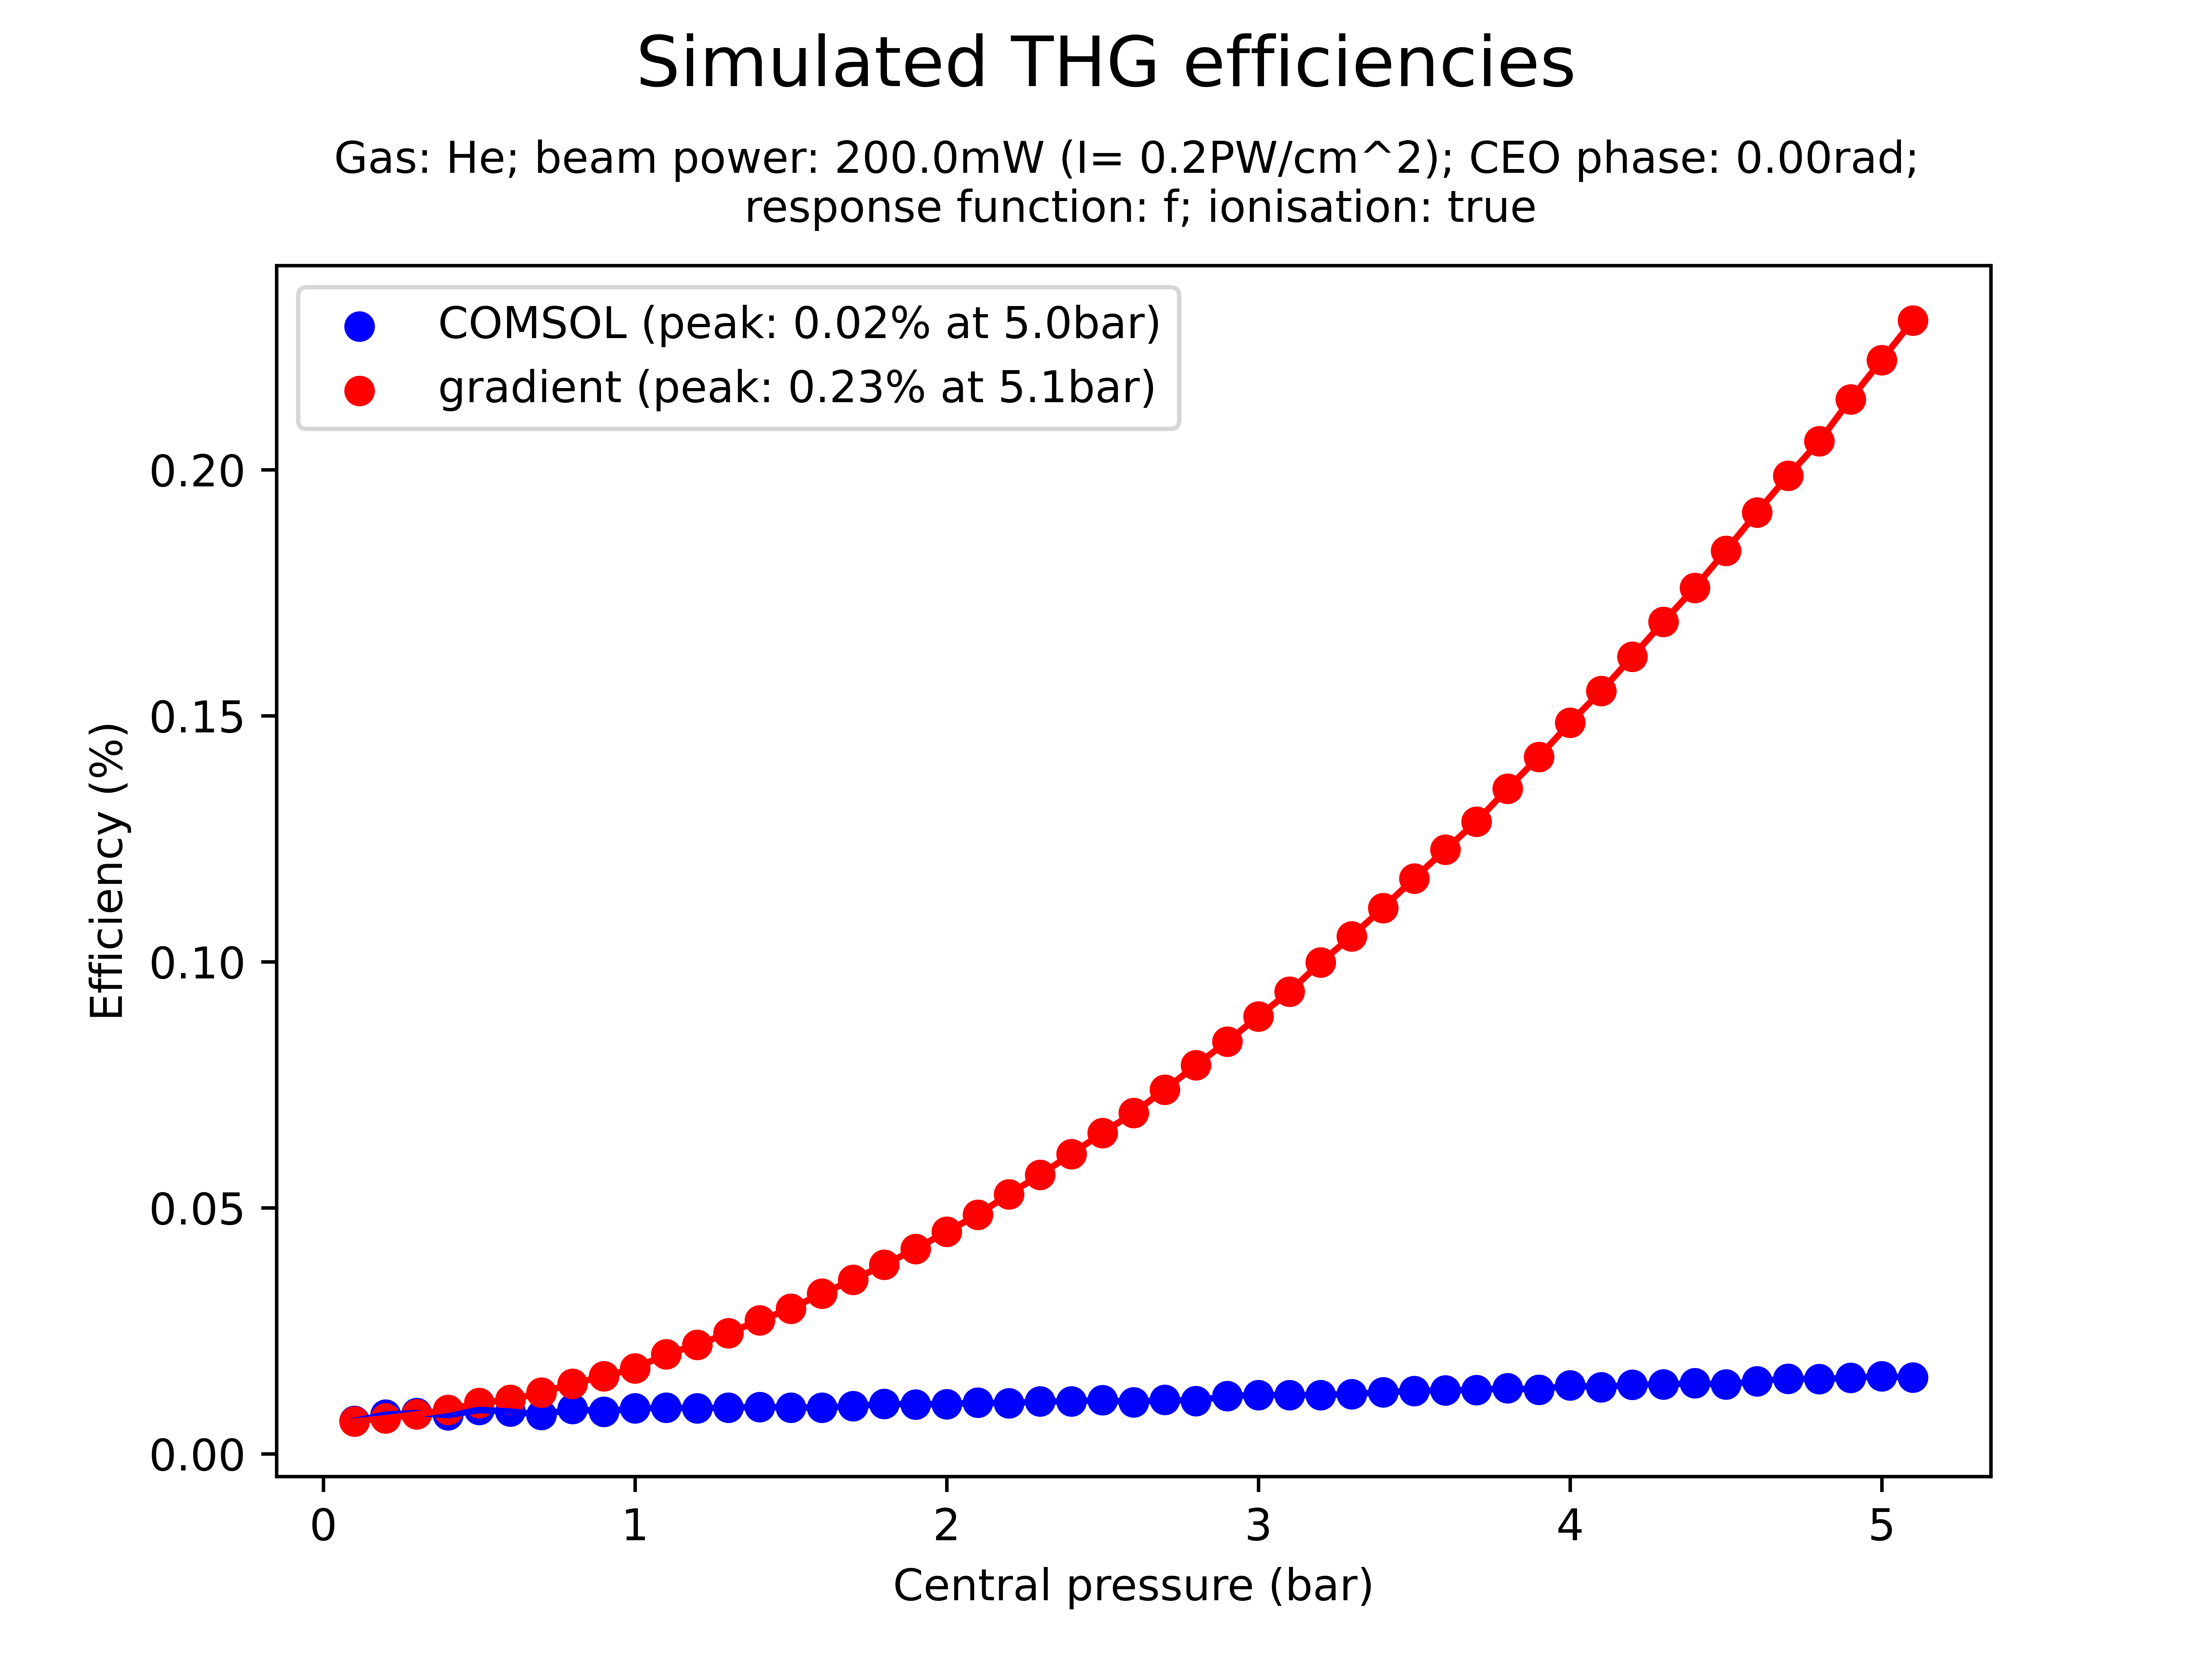 Simulated THG efficiencies
Gas: He; beam power: 200.0mW (I= 0.2PW/cm^2); CEO phase: 0.00rad;
response function: f; ionisation: true
COMSOL (peak: 0.02% at 5.0bar)
gradient (peak: 0.23% at 5.1bar)
Efficiency (%)
0.20
0.15
0.10
0.05
0.00
0 1 2 3 4 5
Central pressure (bar)